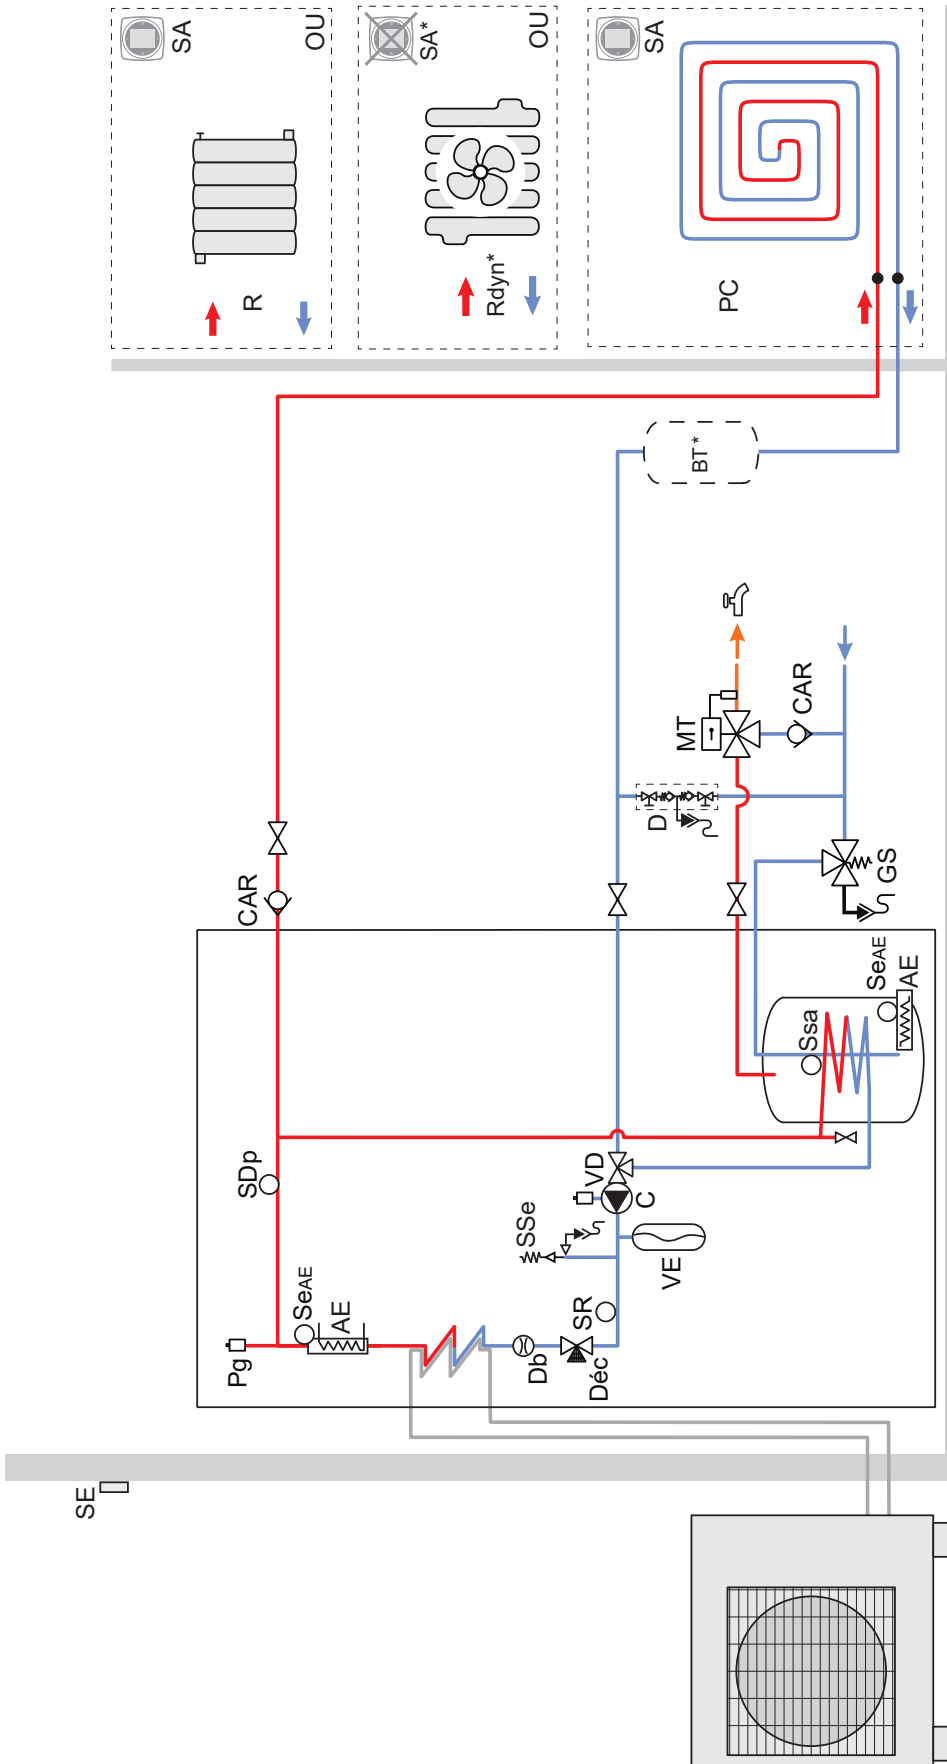 SA
OU
SA*
OU
SA
R
Rdyn*
PC
BT*
MT
CAR
D
GS
CAR
SeAE
AE
Ssa
SDp
VD
C
SSe
VE
SeAE
AE
SR
Pg
Db
Déc
SE